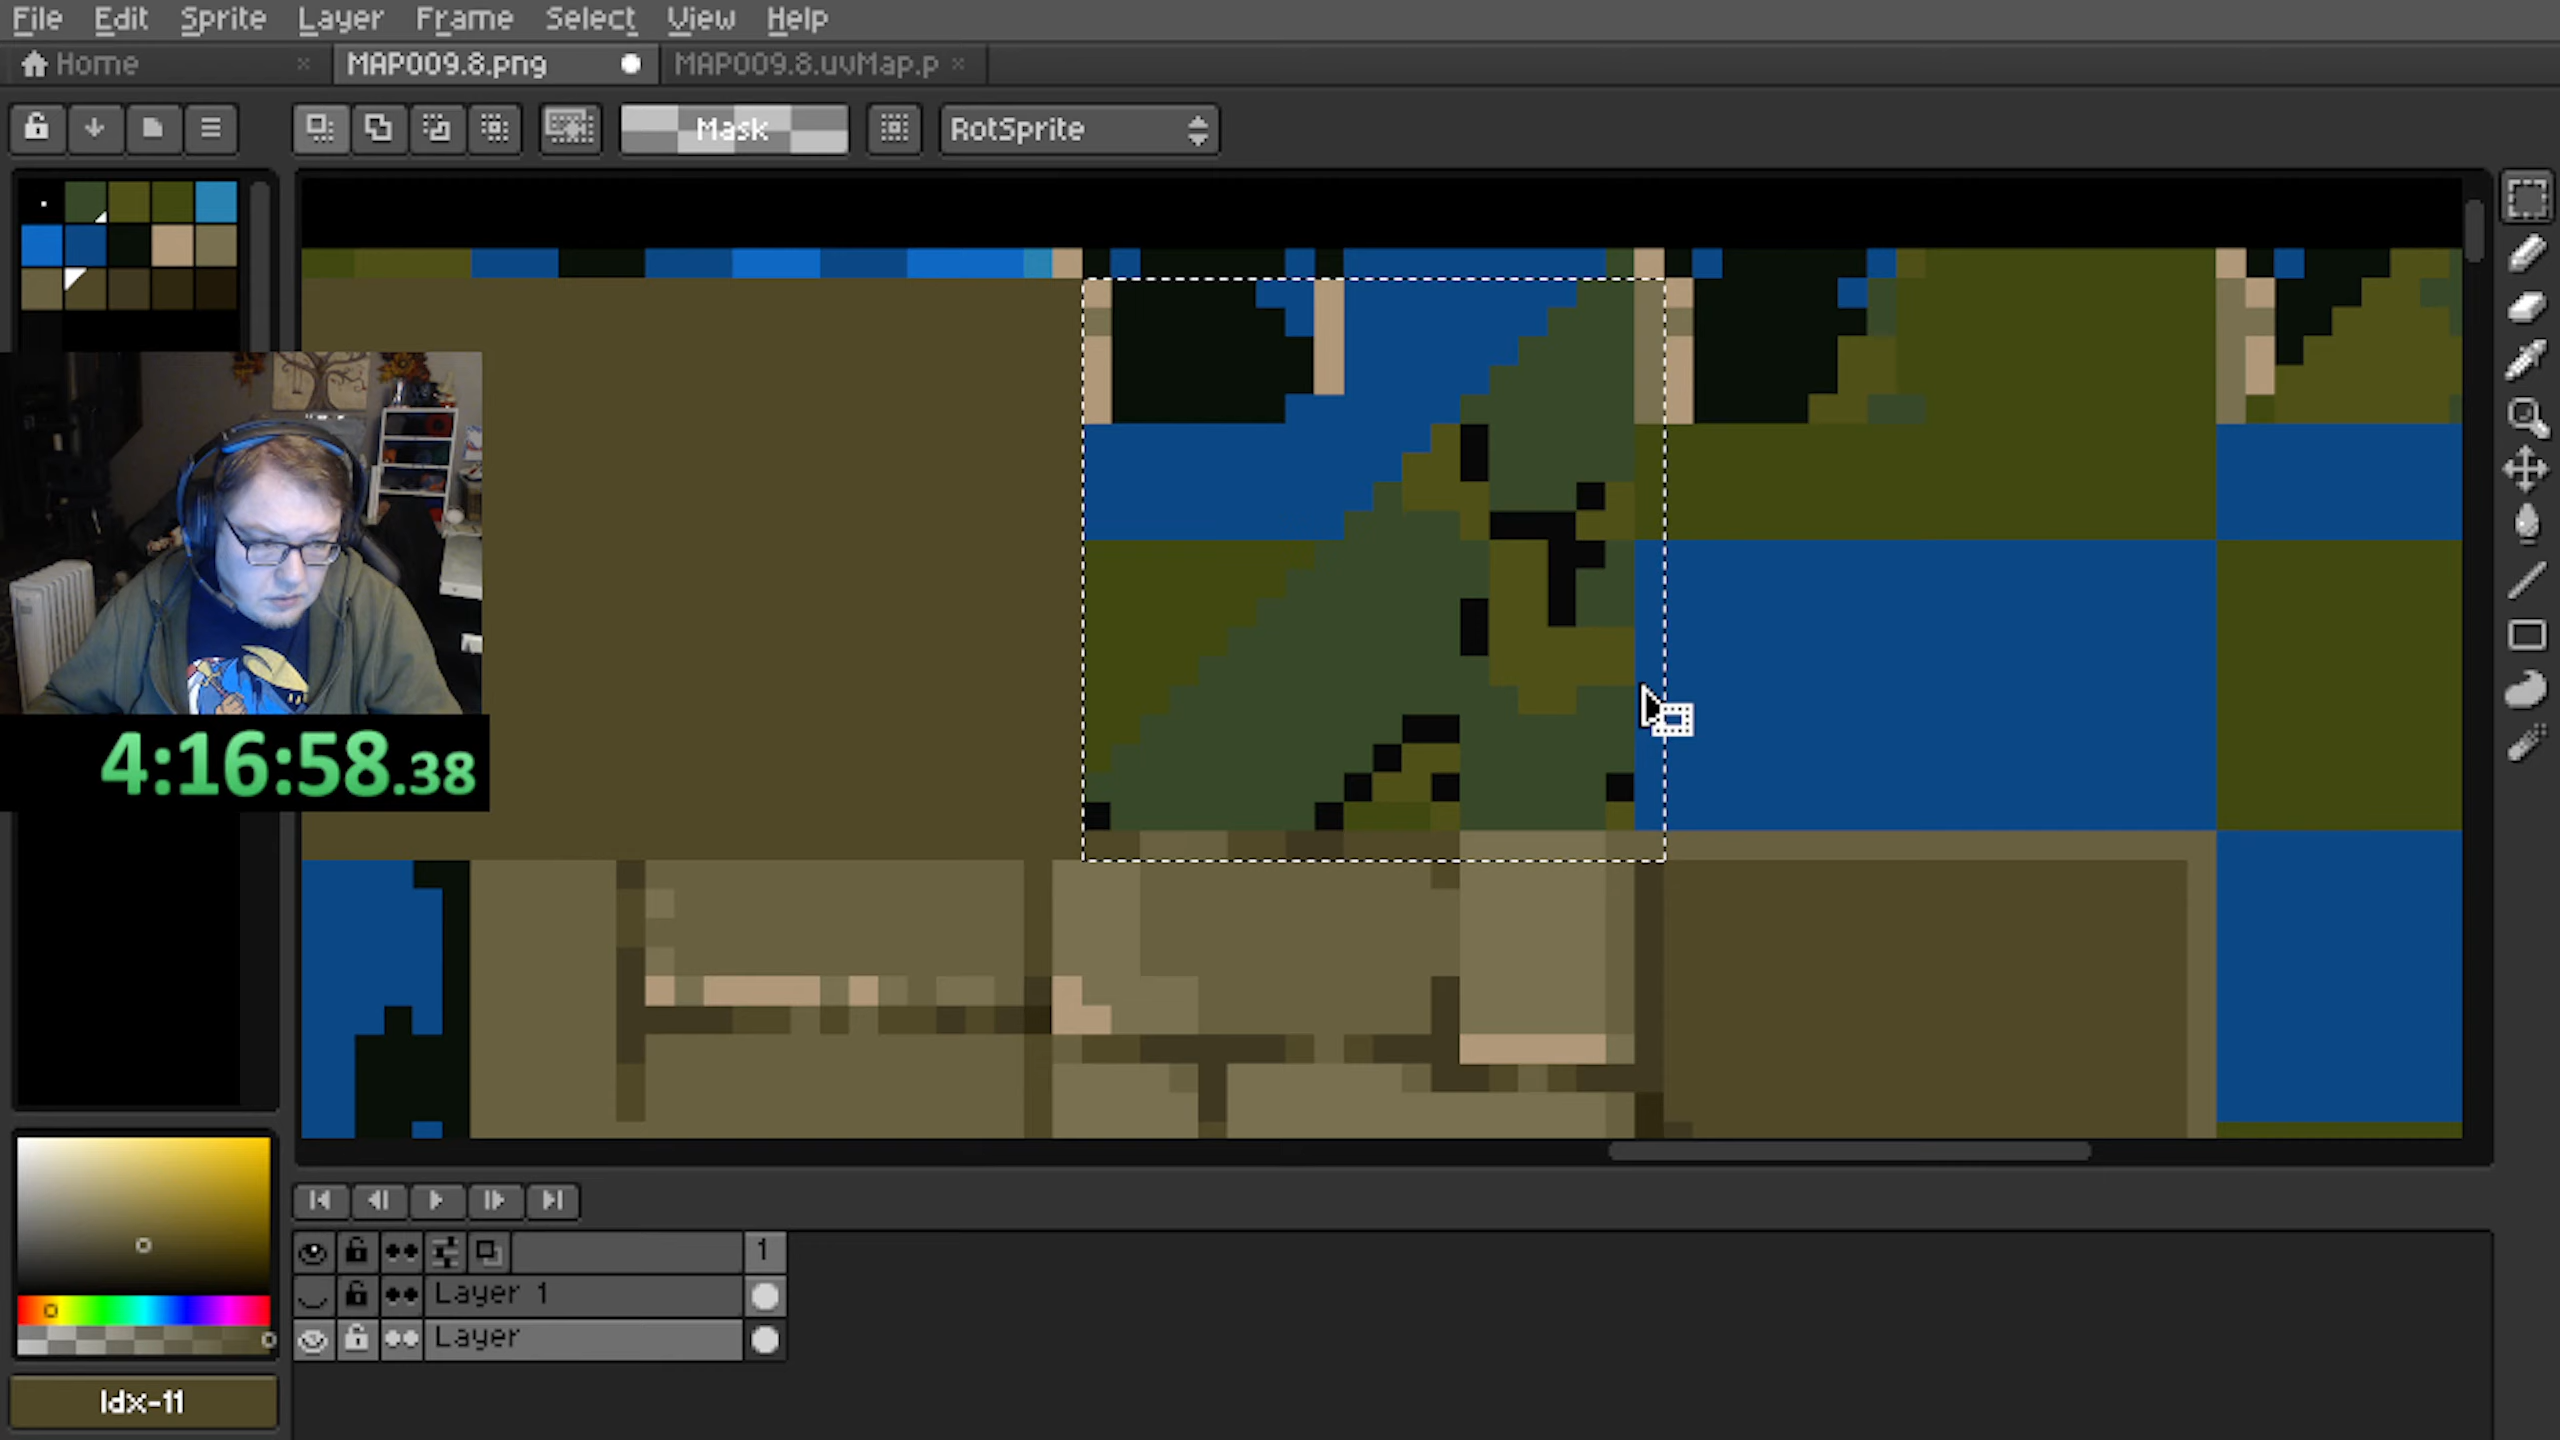 File Edit Sprite Layer Frame Select View Help
Home MAP009.8.png MAP009.8.uvMap.p
Mask RotSprite
4:16:58.38
1
Layer 1
Layer
Idx-11